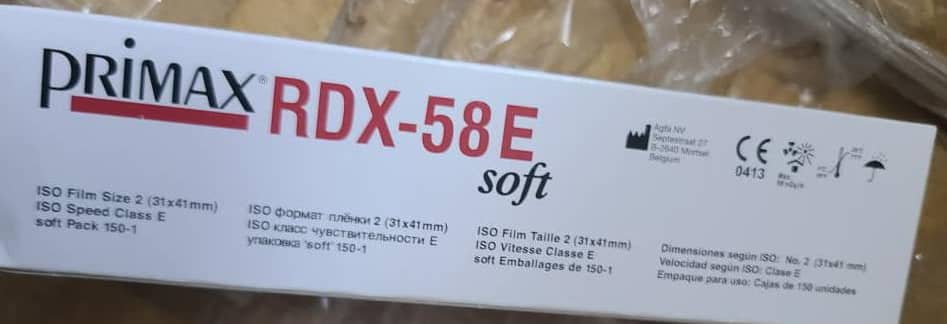 PRIMAX® RDX-58E
soft
Agfa NV
Septestraat 27
B-2640 Mortsel
Belgium
CE
0413
Max.
ISO Film Size 2 (31x41mm)
ISO Speed Class E
soft Pack 150-1
ISO формат плёнки 2 (31x41mm)
ISO класс чувствительности E
упаковка 'soft' 150-1
ISO Film Taille 2 (31x41mm)
ISO Vitesse Classe E
soft Emballages de 150-1
Dimensiones según ISO: No. 2 (31x41 mm)
Velocidad según ISO: Clase E
Empaque para uso: Cajas de 150 unidades